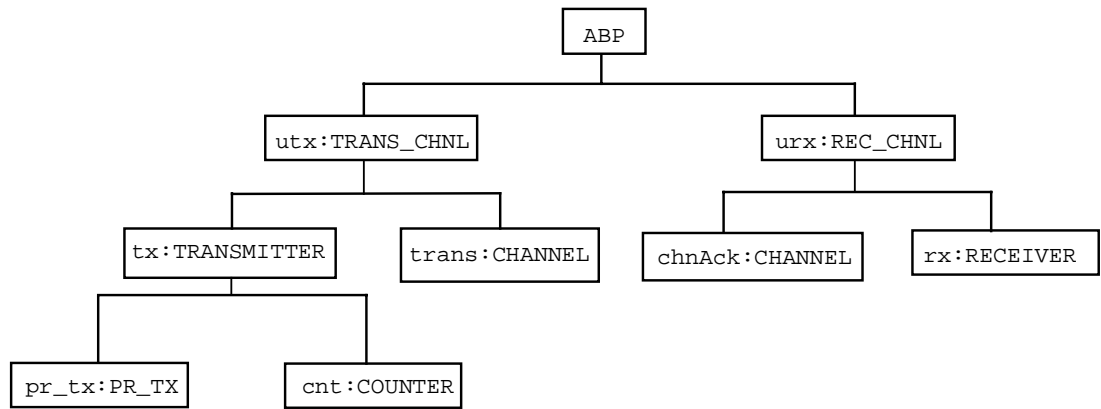 ABP
utx:TRANS_CHNL
urx:REC_CHNL
tx:TRANSMITTER
trans:CHANNEL
chnAck:CHANNEL
rx:RECEIVER
pr_tx:PR_TX
cnt:COUNTER